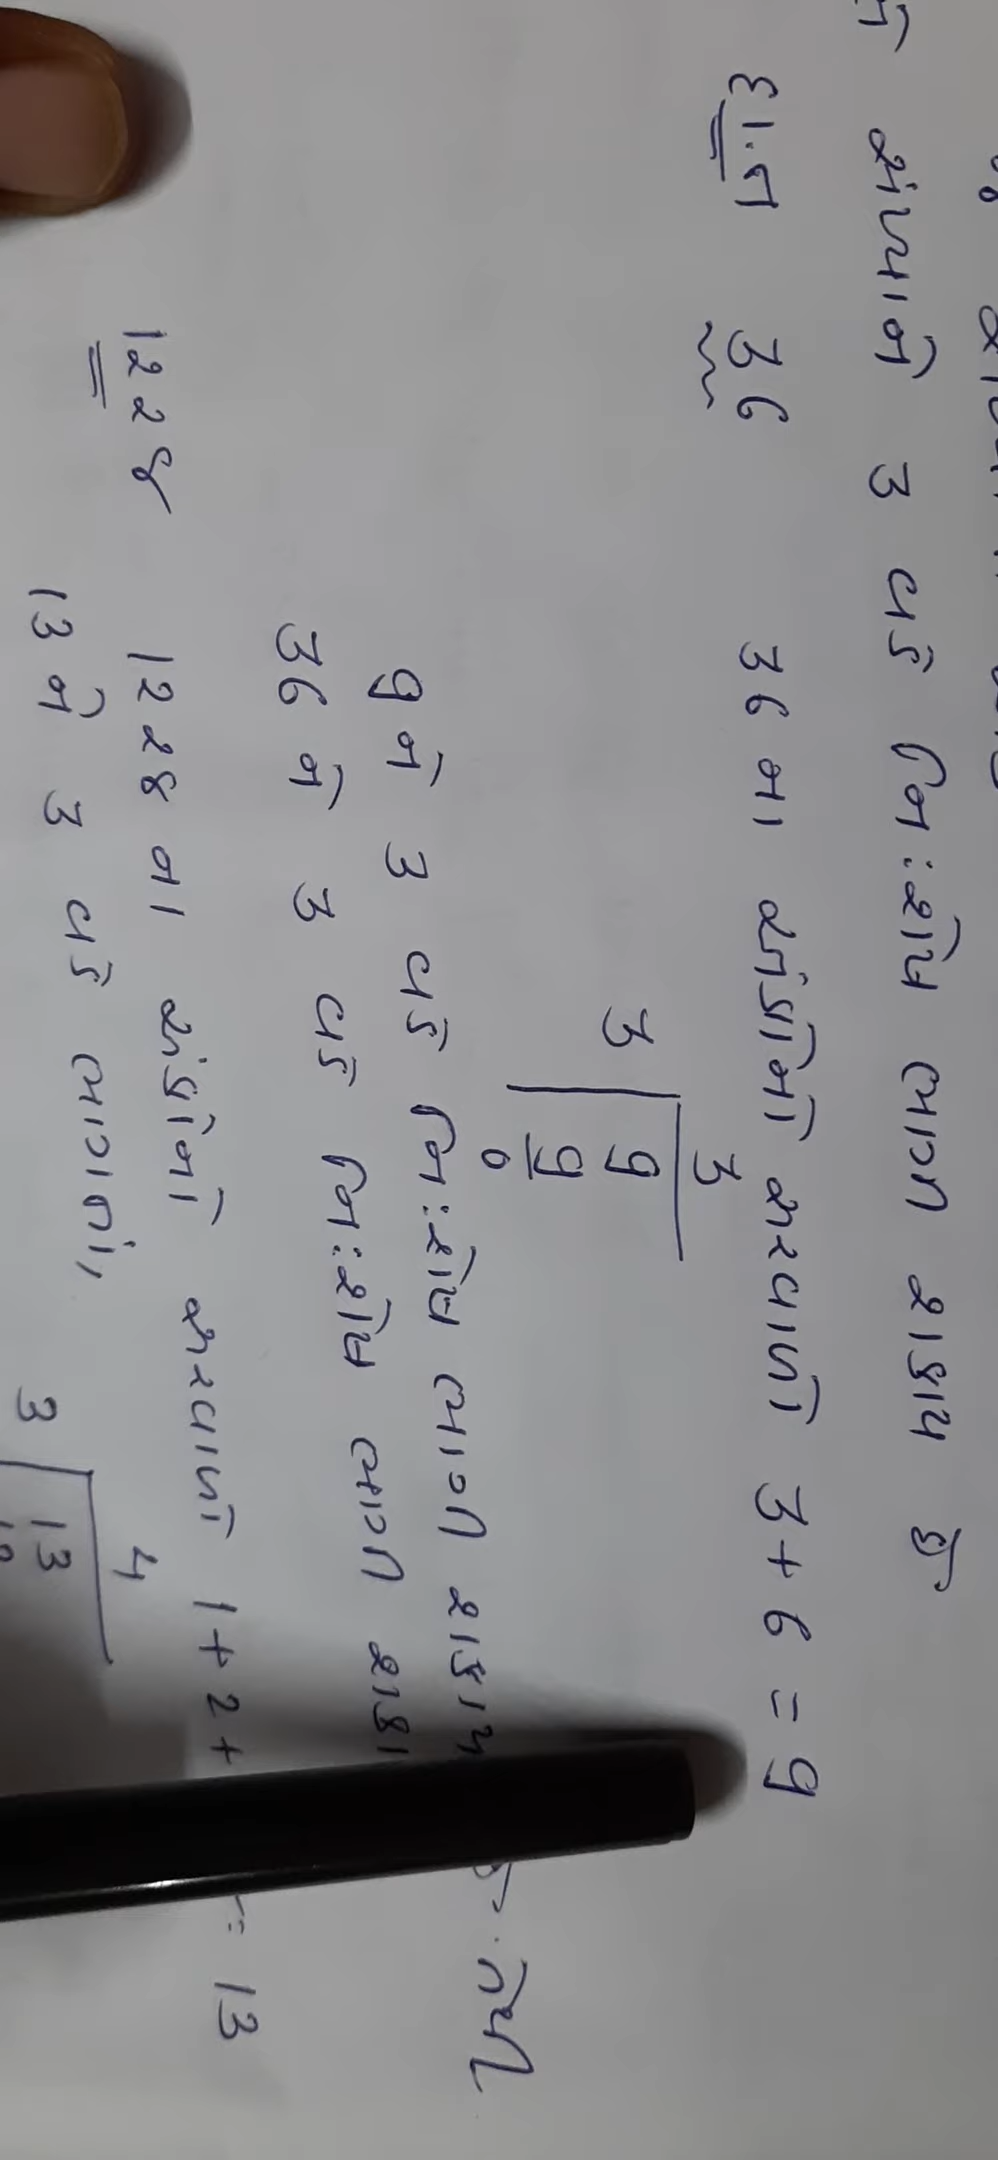 સંખ્યાને 3 વડે નિ:શેષ ભાગી શકાય છે
દા.ત 36 36 ના અંકોનો સરવાળો 3 + 6 = 9
3
3 9
9
0
9 ને 3 વડે નિ:શેષ ભાગી શકાય તેથી
36 ને 3 વડે નિ:શેષ ભાગી
1228 1228 ના અંકોનો સરવાળો 1 + 2 + = 13
13 ને 3 વડે ભાગતાં,
4
3 13